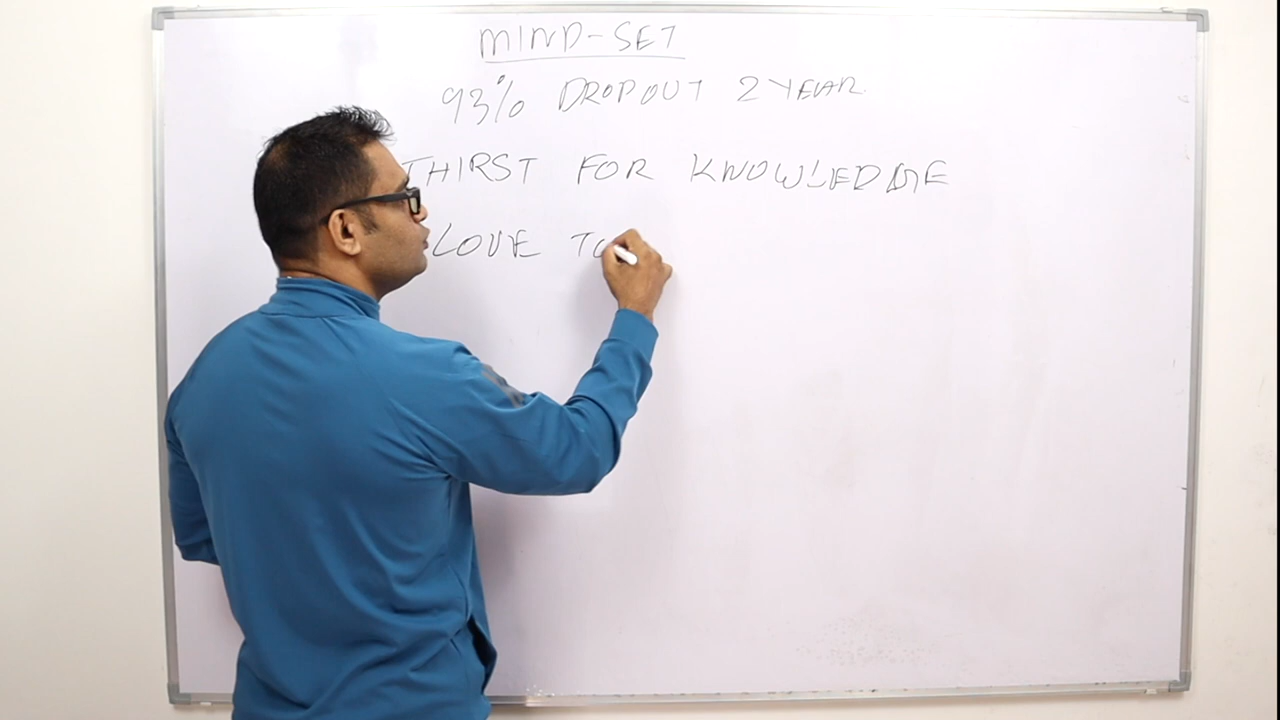 MIND-SET
93% DROPOUT 2 YEAR
THIRST FOR KNOWLEDGE
LOVE TO